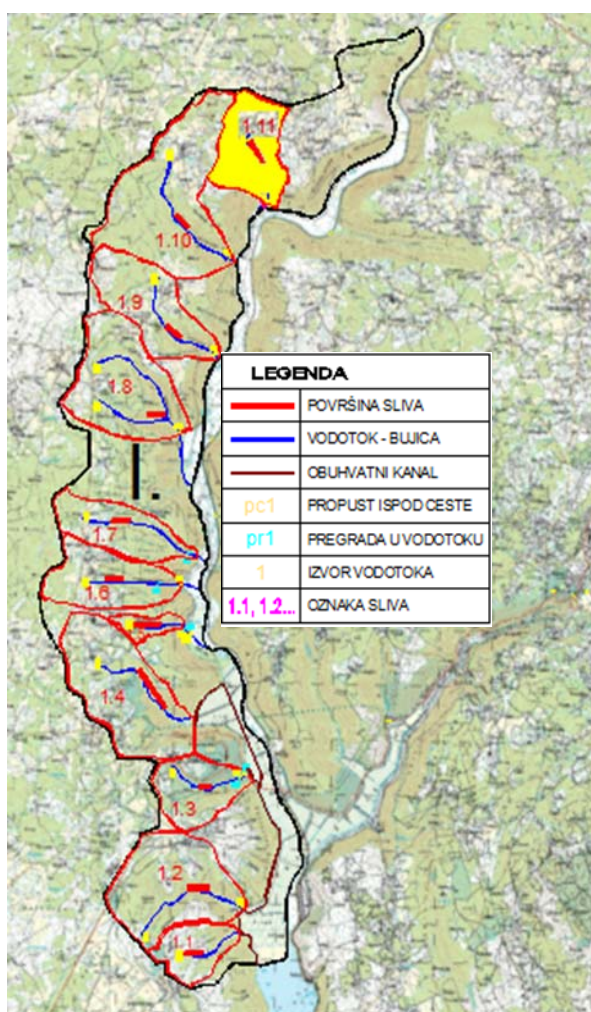 1.11
1.10
1.9
1.8
I.
1.7
1.6
1.4
1.3
1.2
1.1
LEGENDA
POVRŠINA SLIVA
VODOTOK - BUJICA
OBUHVATNI KANAL
pc1 PROPUST ISPOD CESTE
pr1 PREGRADA U VODOTOKU
1 IZVOR VODOTOKA
1.1, 1.2... OZNAKA SLIVA